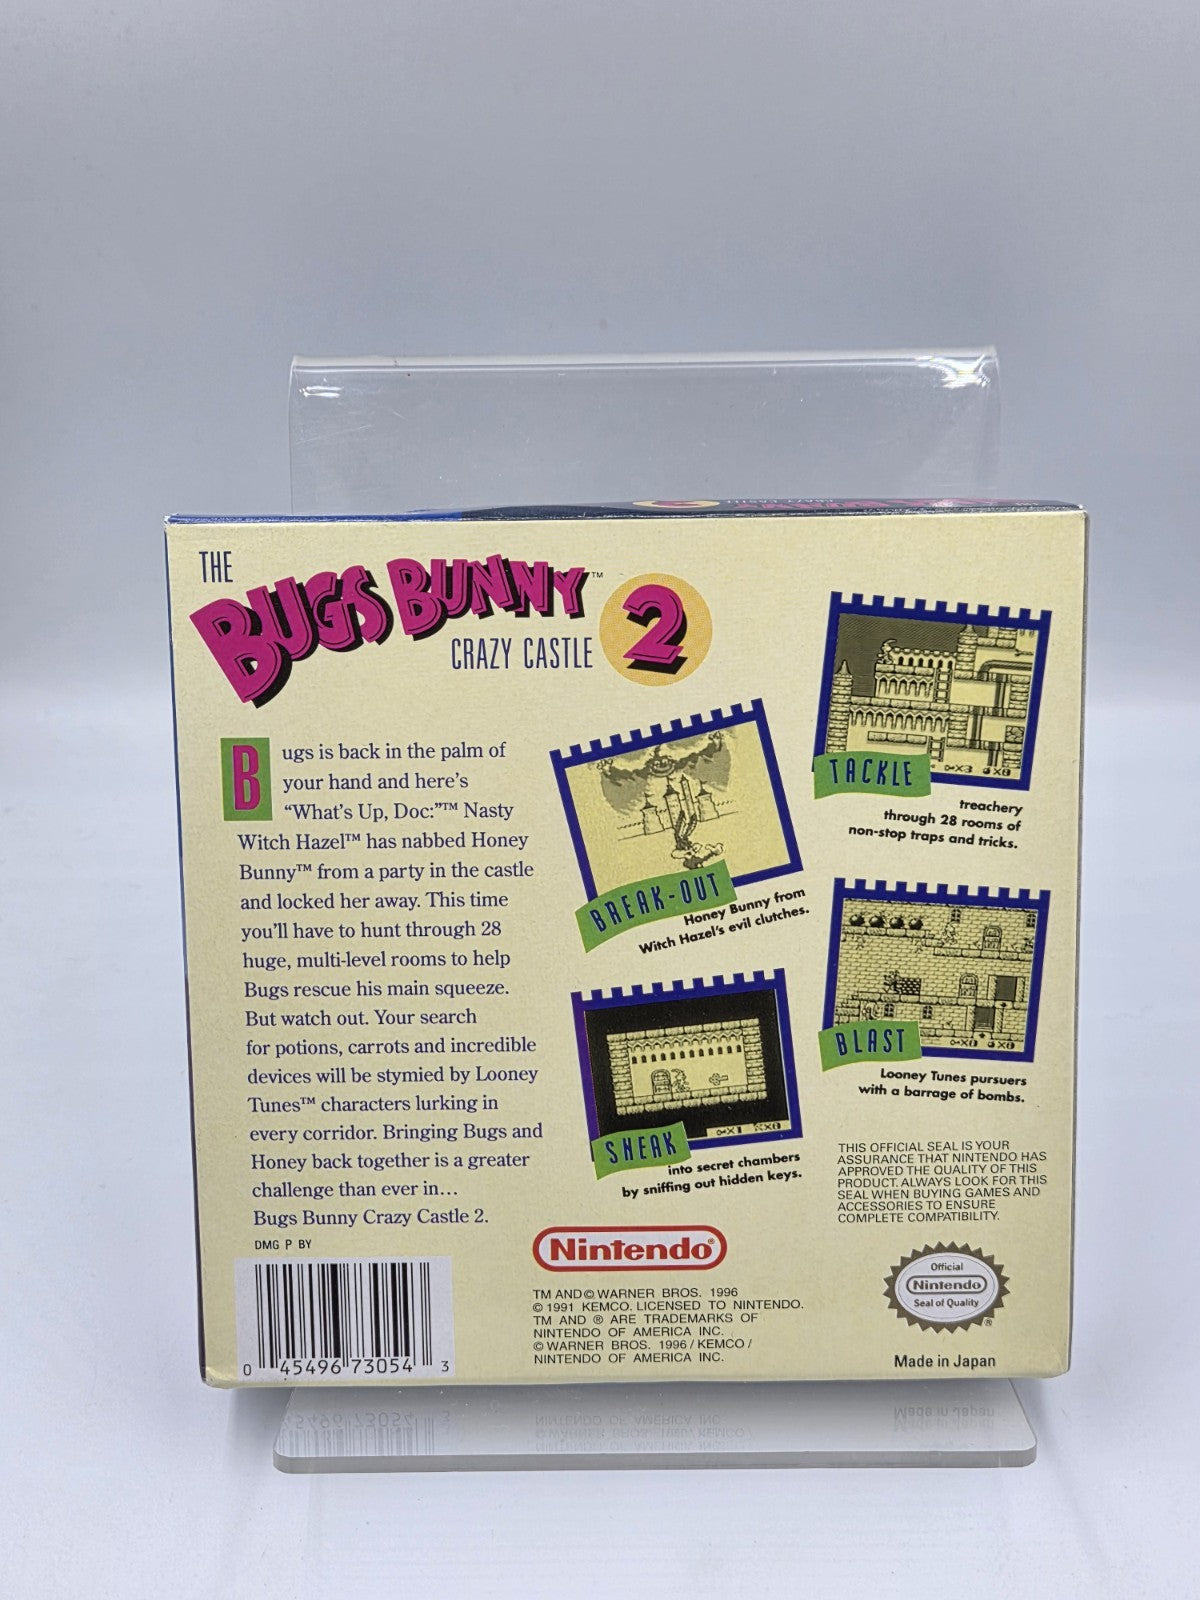 THE
BUGS BUNNY™
CRAZY CASTLE
2
Bugs is back in the palm of
your hand and here's
“What's Up, Doc:”™ Nasty
Witch Hazel™ has nabbed Honey
Bunny™ from a party in the castle
and locked her away. This time
you'll have to hunt through 28
huge, multi-level rooms to help
Bugs rescue his main squeeze.
But watch out. Your search
for potions, carrots and incredible
devices will be stymied by Looney
Tunes™ characters lurking in
every corridor. Bringing Bugs and
Honey back together is a greater
challenge than ever in...
Bugs Bunny Crazy Castle 2.
DMG P BY
0 45496 73054 3
BREAK-OUT
Honey Bunny from
Witch Hazel's evil clutches.
×1 ×0
SNEAK
into secret chambers
by sniffing out hidden keys.
×3 ×0
TACKLE
treachery
through 28 rooms of
non-stop traps and tricks.
×0 ×0
BLAST
Looney Tunes pursuers
with a barrage of bombs.
Nintendo®
TM AND © WARNER BROS. 1996
© 1991 KEMCO. LICENSED TO NINTENDO.
TM AND ® ARE TRADEMARKS OF
NINTENDO OF AMERICA INC.
© WARNER BROS. 1996 / KEMCO /
NINTENDO OF AMERICA INC.
THIS OFFICIAL SEAL IS YOUR
ASSURANCE THAT NINTENDO HAS
APPROVED THE QUALITY OF THIS
PRODUCT. ALWAYS LOOK FOR THIS
SEAL WHEN BUYING GAMES AND
ACCESSORIES TO ENSURE
COMPLETE COMPATIBILITY.
Official
Nintendo
Seal of Quality
®
Made in Japan